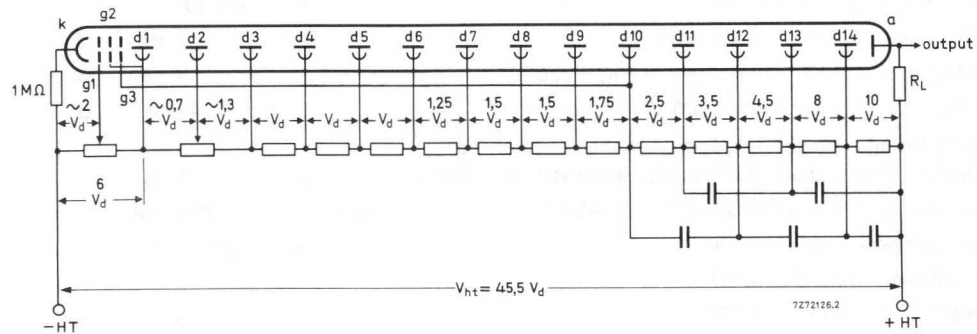 k g2 d1 d2 d3 d4 d5 d6 d7 d8 d9 d10 d11 d12 d13 d14 a
output
1MΩ g1 g3 R_L
~2 ~0,7 ~1,3 1,25 1,5 1,5 1,75 2,5 3,5 4,5 8 10
V_d V_d V_d V_d V_d V_d V_d V_d V_d V_d V_d V_d V_d V_d V_d
6
V_d
V_ht = 45,5 V_d
7Z72126.2
−HT + HT